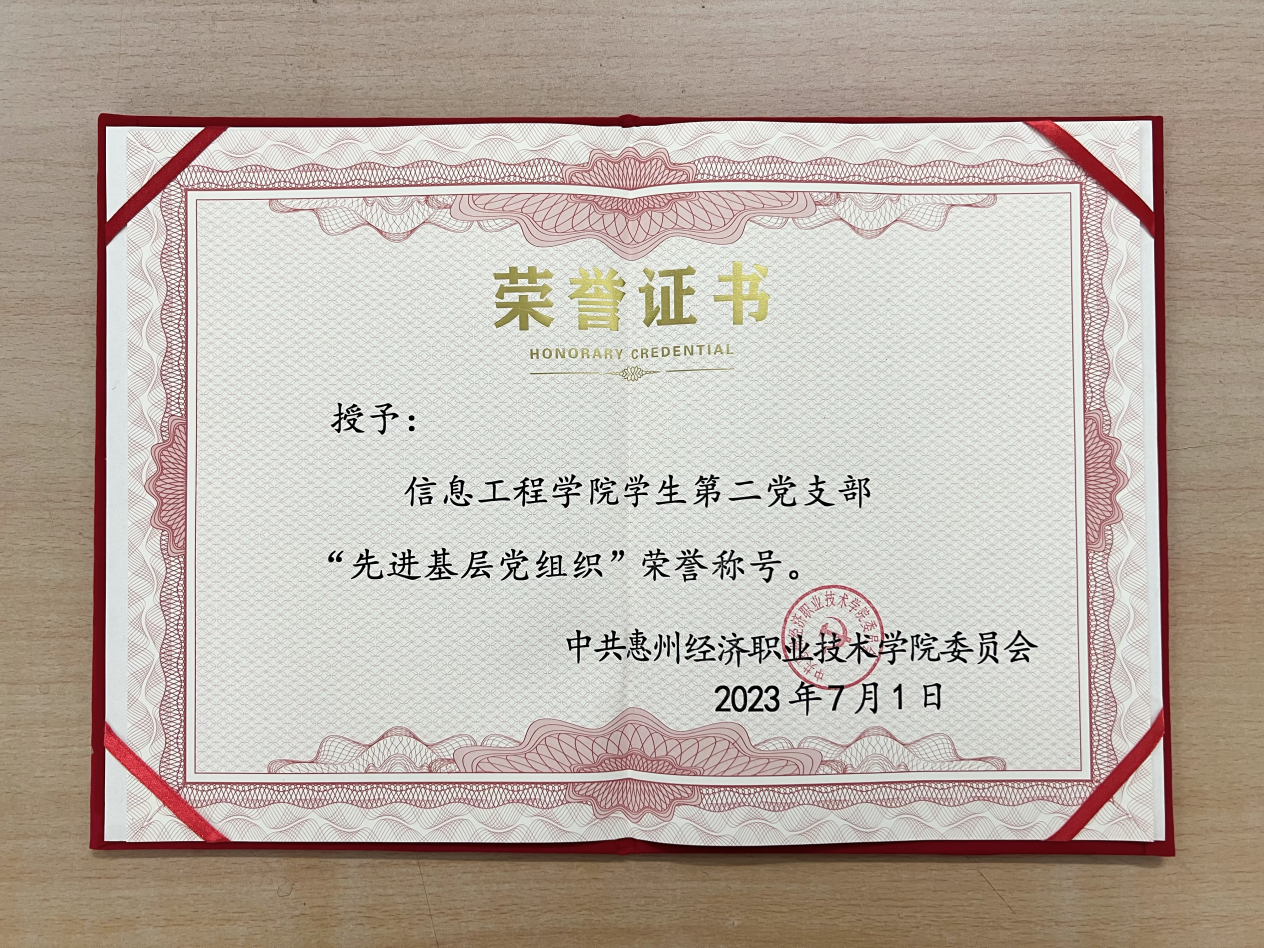 荣誉证书
HONORARY CREDENTIAL
授予：
信息工程学院学生第二党支部
“先进基层党组织”荣誉称号。
中共惠州经济职业技术学院委员会
2023年7月1日